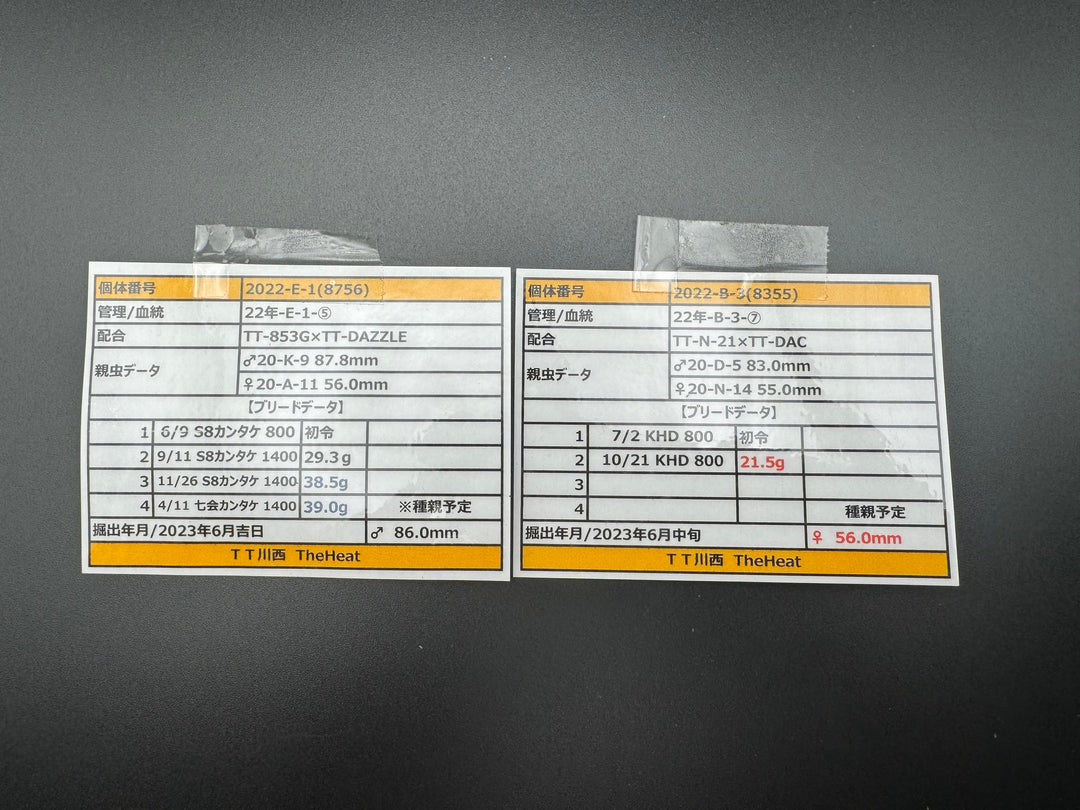 個体番号 2022-E-1(8756)
管理/血統 22年-E-1-⑤
配合 TT-853G×TT-DAZZLE
親虫データ ♂20-K-9 87.8mm
♀20-A-11 56.0mm
【ブリードデータ】
1 6/9 S8カンタケ 800 初令
2 9/11 S8カンタケ 1400 29.3g
3 11/26 S8カンタケ 1400 38.5g
4 4/11 七会カンタケ 1400 39.0g ※種親予定
掘出年月/2023年6月吉日 ♂ 86.0mm
ＴＴ川西 TheHeat
個体番号 2022-B-3(8355)
管理/血統 22年-B-3-⑦
配合 TT-N-21×TT-DAC
親虫データ ♂20-D-5 83.0mm
♀20-N-14 55.0mm
【ブリードデータ】
1 7/2 KHD 800 初令
2 10/21 KHD 800 21.5g
3
4 種親予定
掘出年月/2023年6月中旬 ♀ 56.0mm
ＴＴ川西 TheHeat